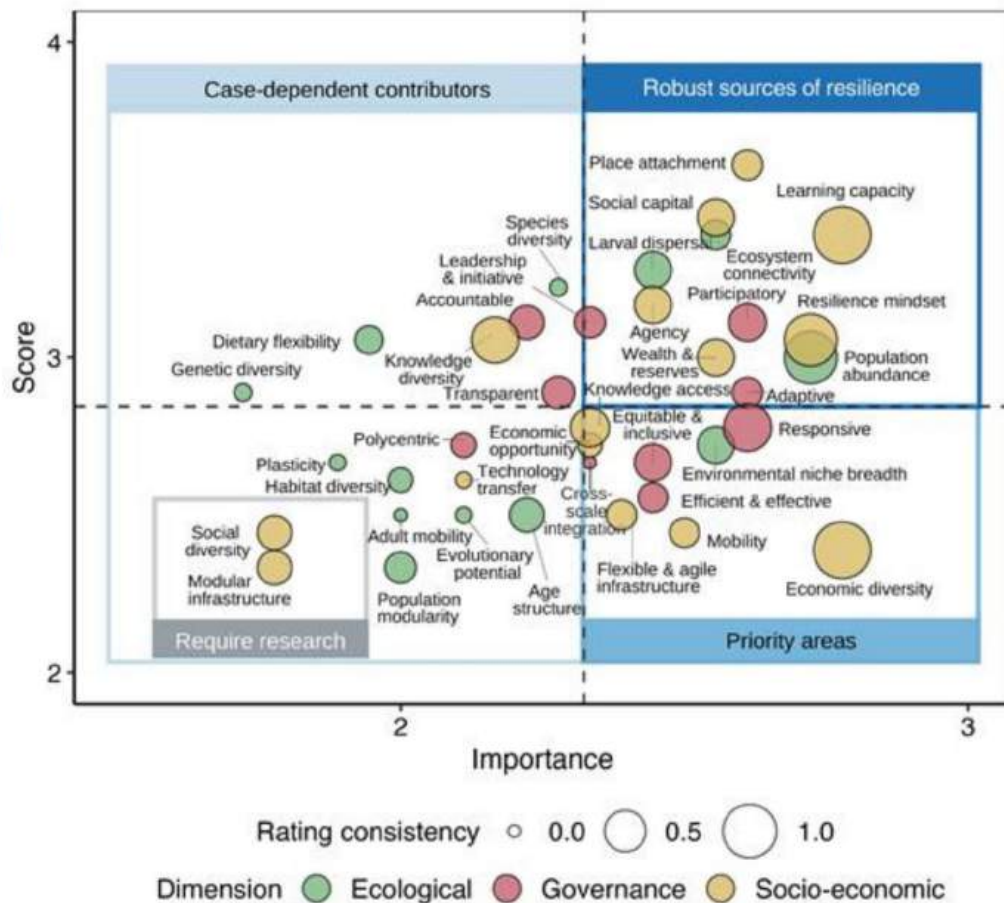 4
Case-dependent contributors
Robust sources of resilience
Place attachment
Learning capacity
Social capital
Species
diversity
Larval dispersal
Leadership
& initiative
Ecosystem
connectivity
Participatory
Accountable
Resilience mindset
Agency
Dietary flexibility
Knowledge
diversity
Wealth &
reserves
Population
abundance
3
Genetic diversity
Transparent
Knowledge access
Adaptive
Score
Equitable &
inclusive
Polycentric
Economic
opportunity
Responsive
Plasticity
Technology
transfer
Environmental niche breadth
Habitat diversity
Cross-
scale
integration
Efficient & effective
Social
diversity
Adult mobility
Mobility
Evolutionary
potential
Flexible & agile
infrastructure
Modular
infrastructure
Age
structure
Economic diversity
Population
modularity
Require research
Priority areas
2
2
3
Importance
Rating consistency 0.0 0.5 1.0
Dimension Ecological Governance Socio-economic